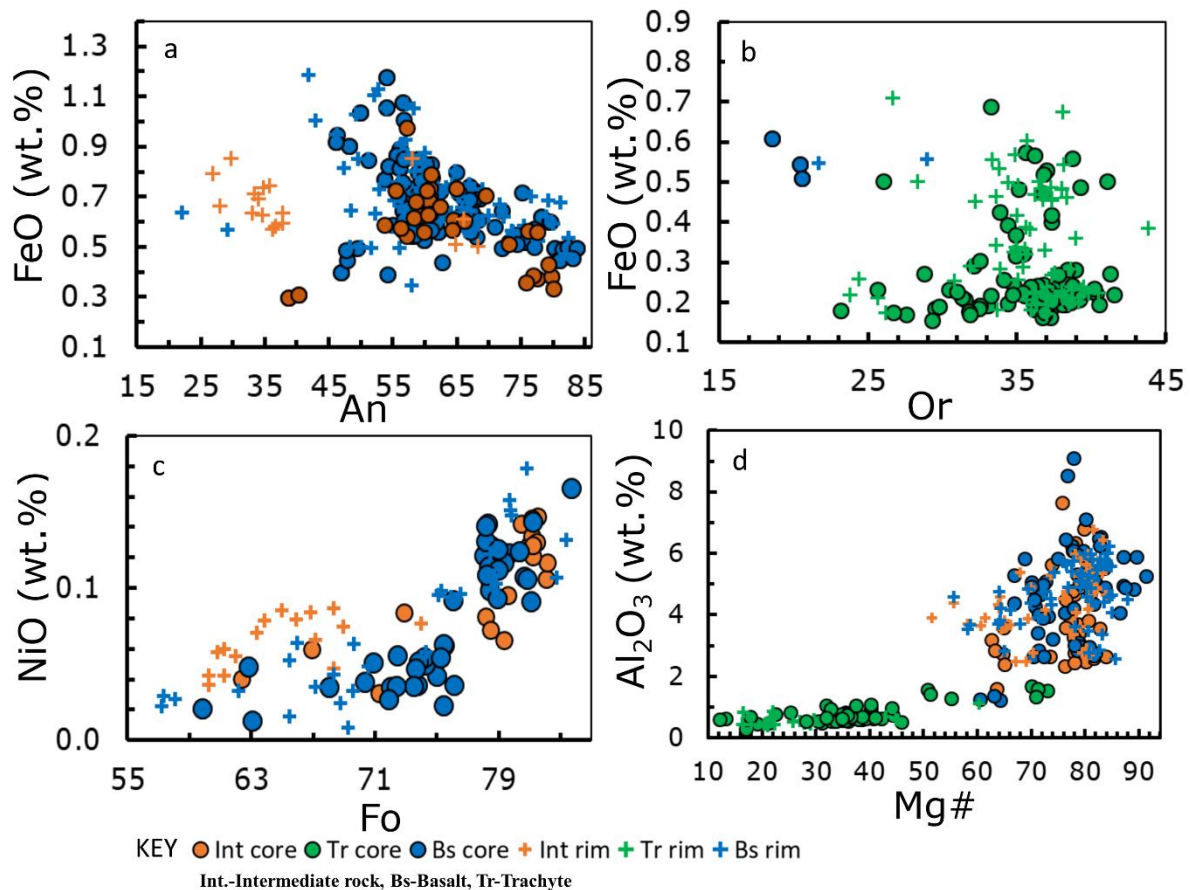 a
FeO (wt.%)
1.3
1.1
0.9
0.7
0.5
0.3
0.1
15 25 35 45 55 65 75 85
An
b
FeO (wt.%)
0.9
0.8
0.7
0.6
0.5
0.4
0.3
0.2
0.1
15 25 35 45
Or
c
NiO (wt.%)
0.2
0.1
0.0
55 63 71 79
Fo
d
Al₂O₃ (wt.%)
10
8
6
4
2
0
10 20 30 40 50 60 70 80 90
Mg#
KEY Int core Tr core Bs core Int rim Tr rim Bs rim
Int.-Intermediate rock, Bs-Basalt, Tr-Trachyte